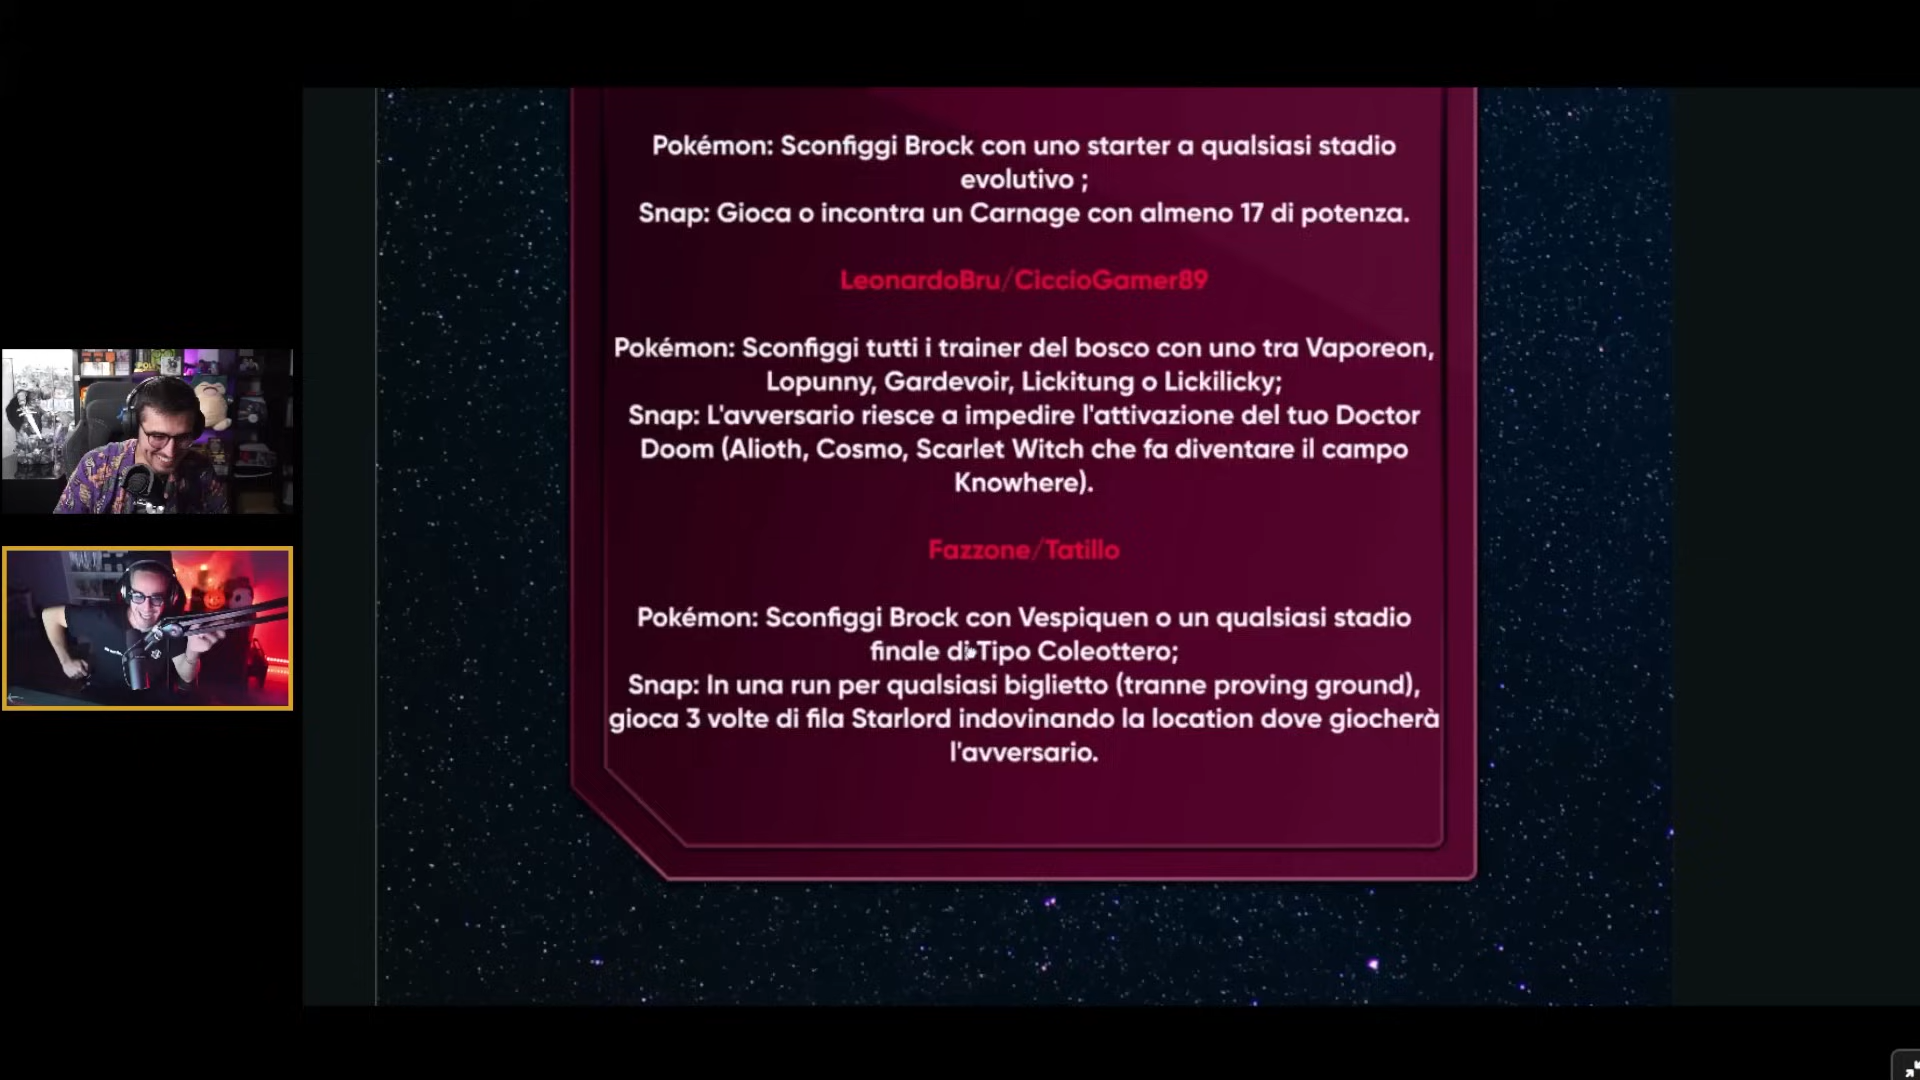 Pokémon: Sconfiggi Brock con uno starter a qualsiasi stadio
evolutivo ;
Snap: Gioca o incontra un Carnage con almeno 17 di potenza.
LeonardoBru/CiccioGamer89
Pokémon: Sconfiggi tutti i trainer del bosco con uno tra Vaporeon,
Lopunny, Gardevoir, Lickitung o Lickilicky;
Snap: L'avversario riesce a impedire l'attivazione del tuo Doctor
Doom (Alioth, Cosmo, Scarlet Witch che fa diventare il campo
Knowhere).
Fazzone/Tatillo
Pokémon: Sconfiggi Brock con Vespiquen o un qualsiasi stadio
finale di Tipo Coleottero;
Snap: In una run per qualsiasi biglietto (tranne proving ground),
gioca 3 volte di fila Starlord indovinando la location dove giocherà
l'avversario.